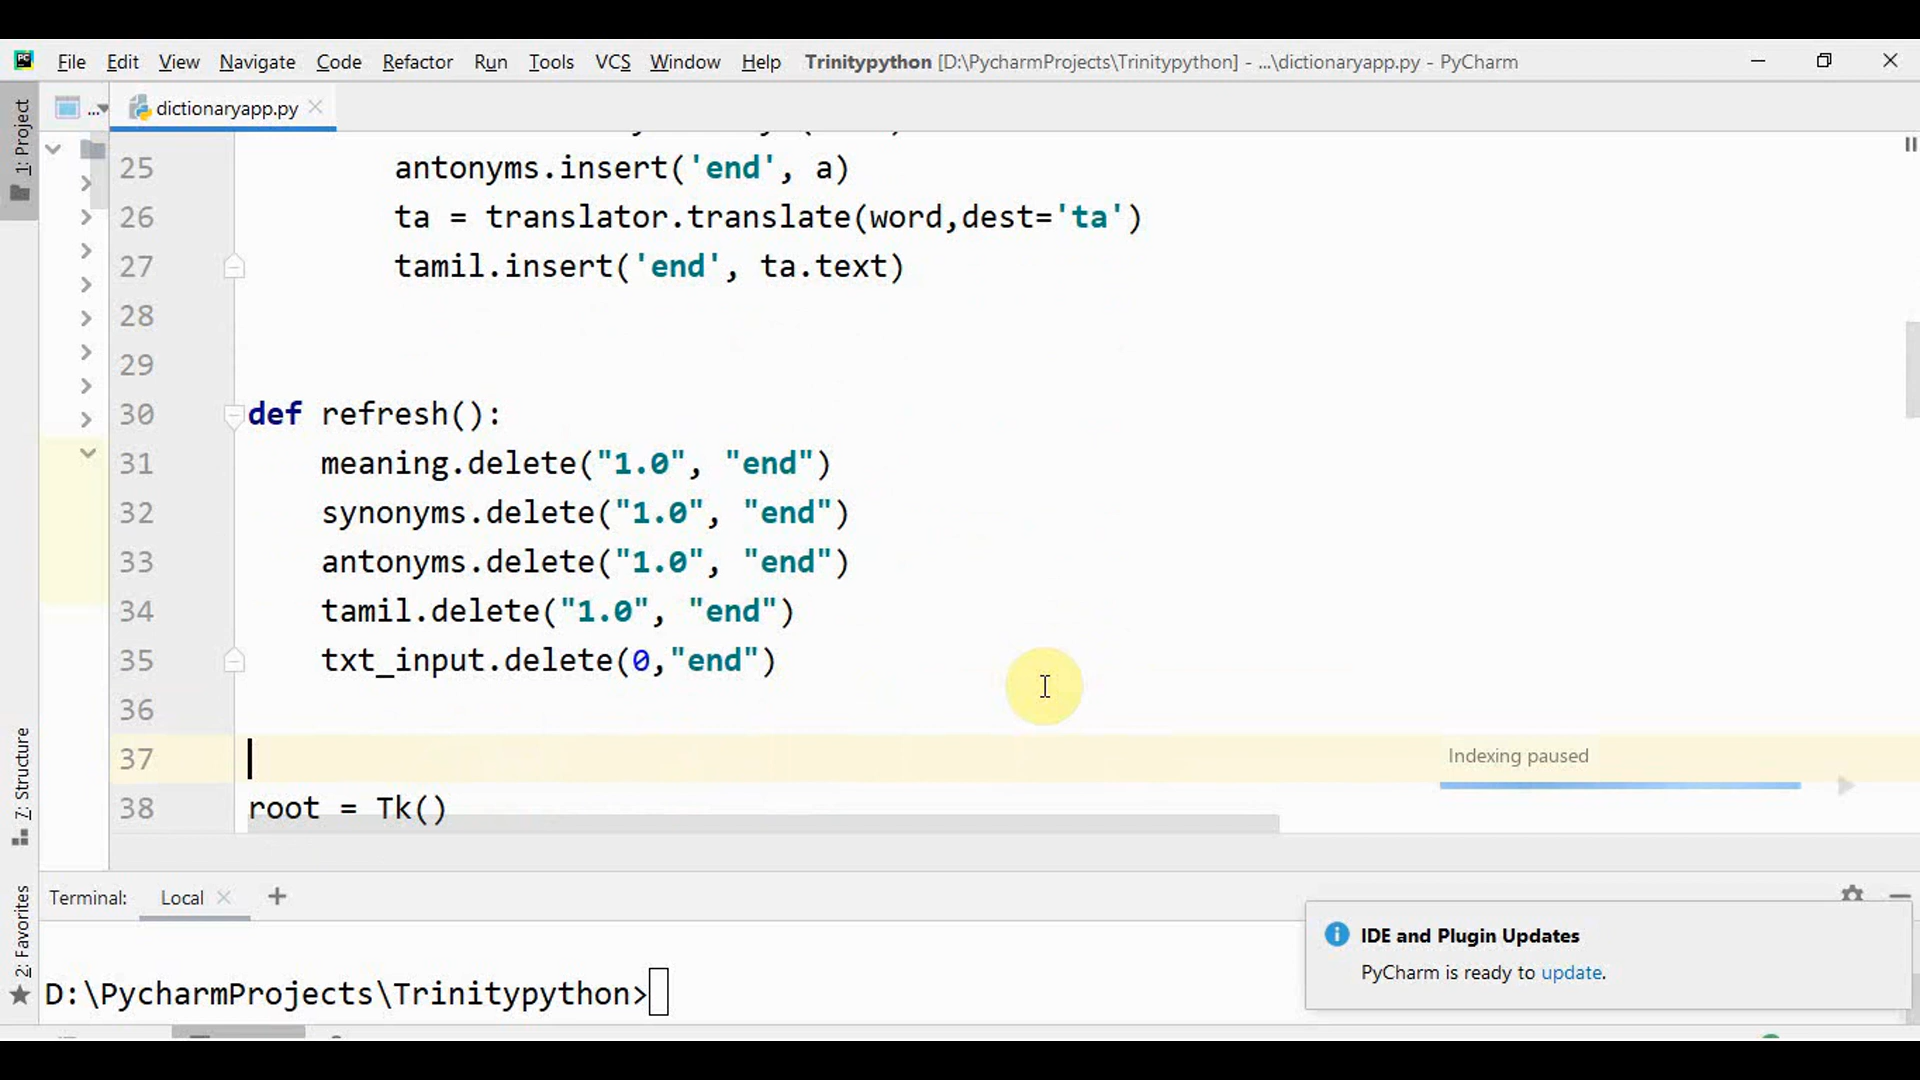 File Edit View Navigate Code Refactor Run Tools VCS Window Help Trinitypython [D:\PycharmProjects\Trinitypython] - ...\dictionaryapp.py - PyCharm
1: Project
...
dictionaryapp.py
25 antonyms.insert('end', a)
26 ta = translator.translate(word,dest='ta')
27 tamil.insert('end', ta.text)
28
29
30 def refresh():
31 meaning.delete("1.0", "end")
32 synonyms.delete("1.0", "end")
33 antonyms.delete("1.0", "end")
34 tamil.delete("1.0", "end")
35 txt_input.delete(0,"end")
36
37
Indexing paused
38 root = Tk()
7: Structure
2: Favorites
Terminal: Local +
IDE and Plugin Updates
PyCharm is ready to update.
D:\PycharmProjects\Trinitypython>